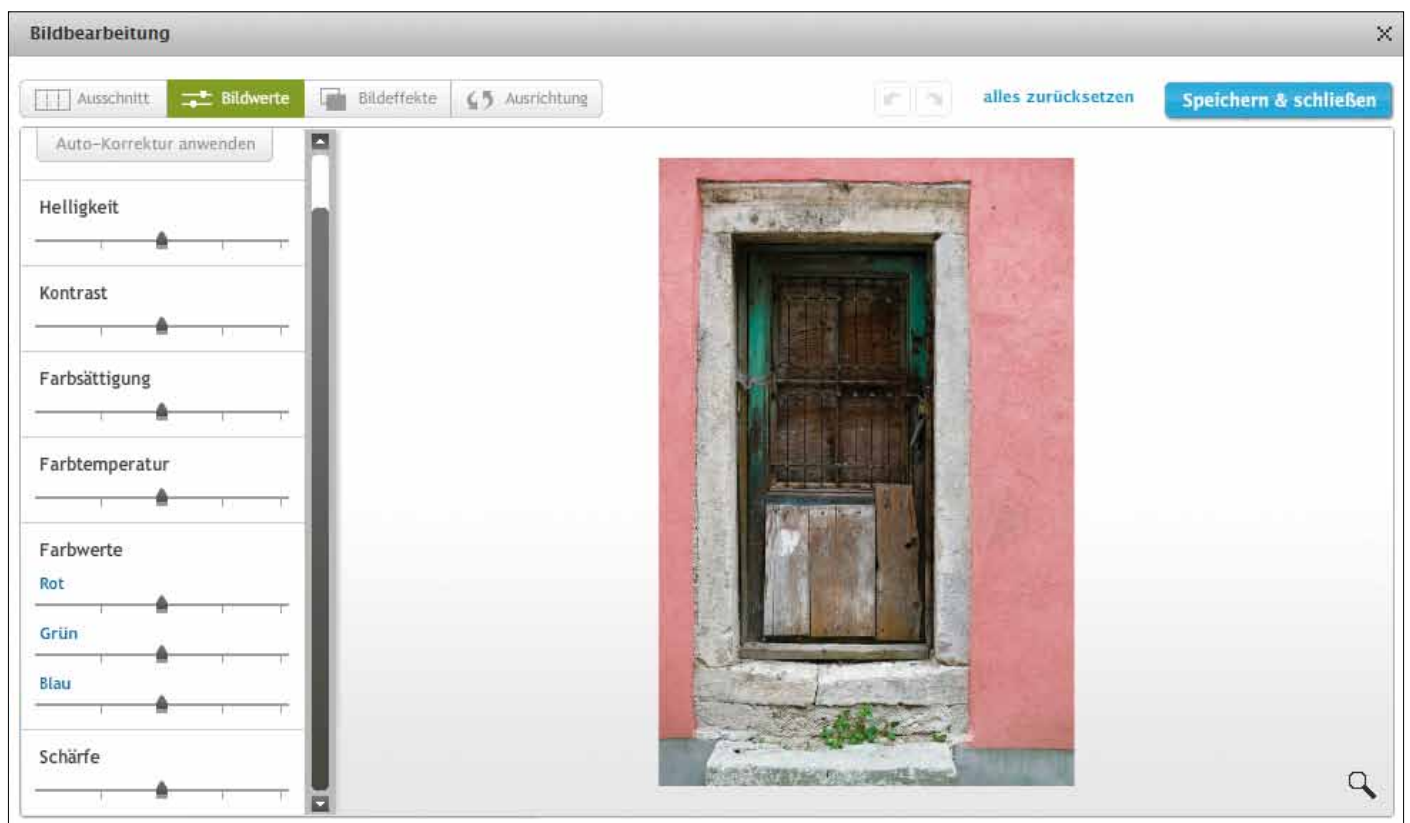 Bildbearbeitung
Ausschnitt Bildwerte Bildeffekte Ausrichtung alles zurücksetzen Speichern & schließen
Auto-Korrektur anwenden
Helligkeit
Kontrast
Farbsättigung
Farbtemperatur
Farbwerte
Rot
Grün
Blau
Schärfe